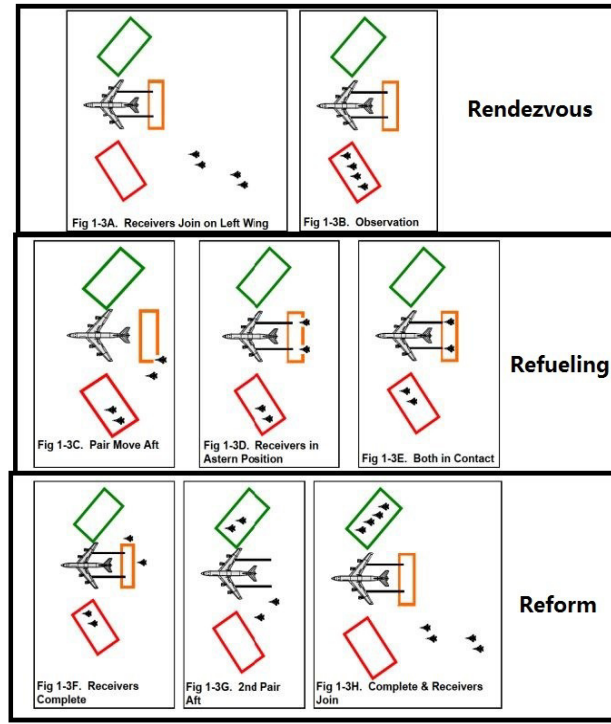 Fig 1-3A. Receivers Join on Left Wing
Fig 1-3B. Observation
Rendezvous
Fig 1-3C. Pair Move Aft
Fig 1-3D. Receivers in
Astern Position
Fig 1-3E. Both in Contact
Refueling
Fig 1-3F. Receivers
Complete
Fig 1-3G. 2nd Pair
Aft
Fig 1-3H. Complete & Receivers
Join
Reform